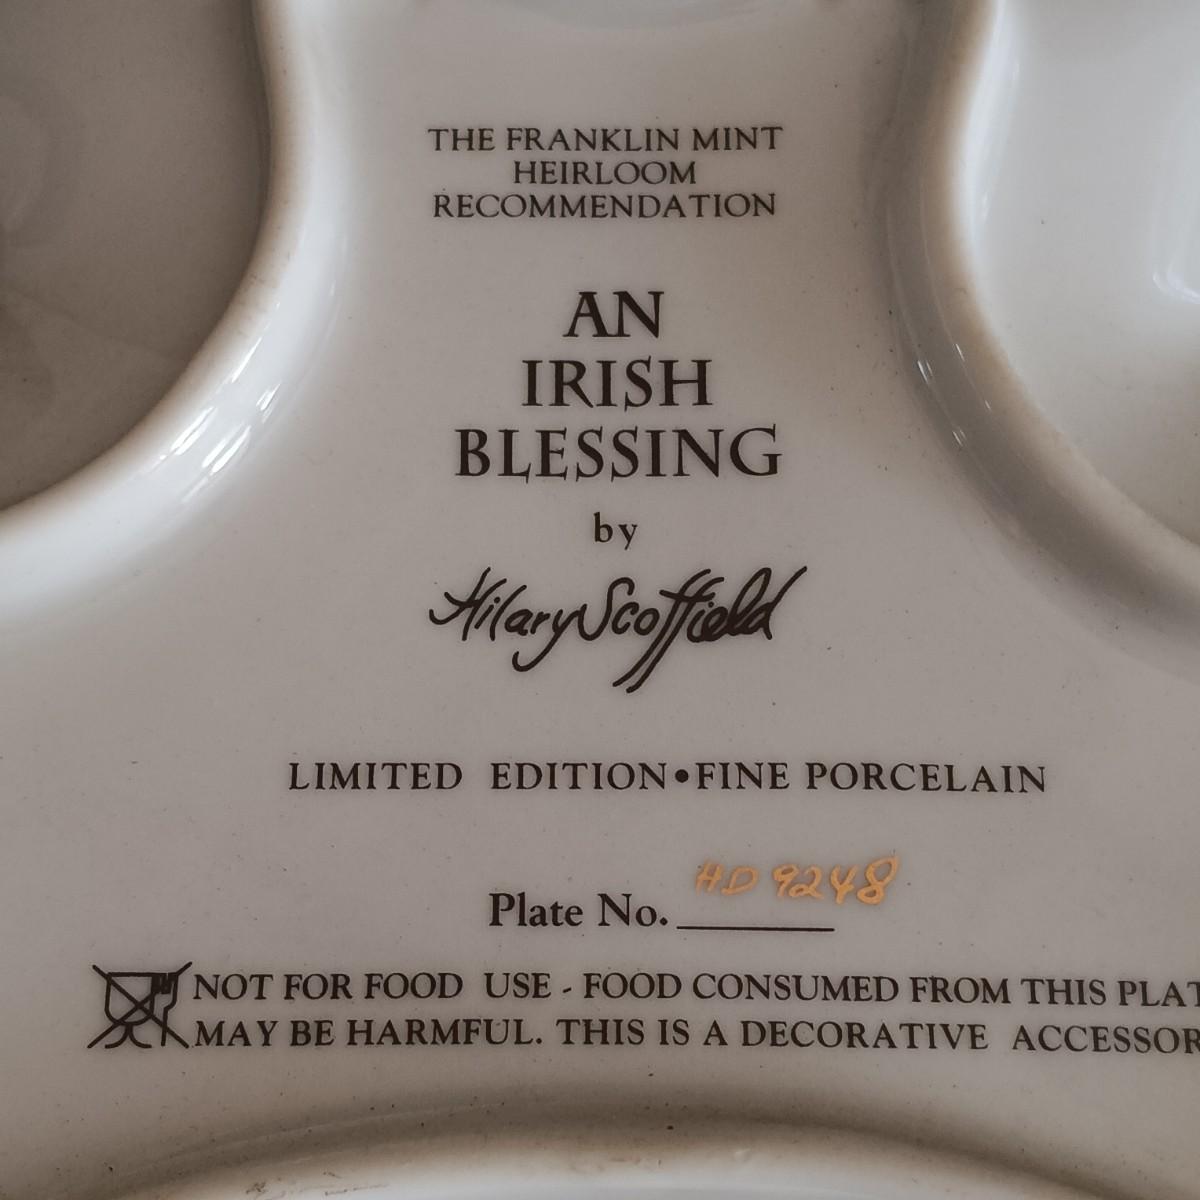 THE FRANKLIN MINT
HEIRLOOM
RECOMMENDATION
AN
IRISH
BLESSING
by
Hilary Scoffield
LIMITED EDITION•FINE PORCELAIN
HD 9248
Plate No.
NOT FOR FOOD USE - FOOD CONSUMED FROM THIS PLAT
MAY BE HARMFUL. THIS IS A DECORATIVE ACCESSOR